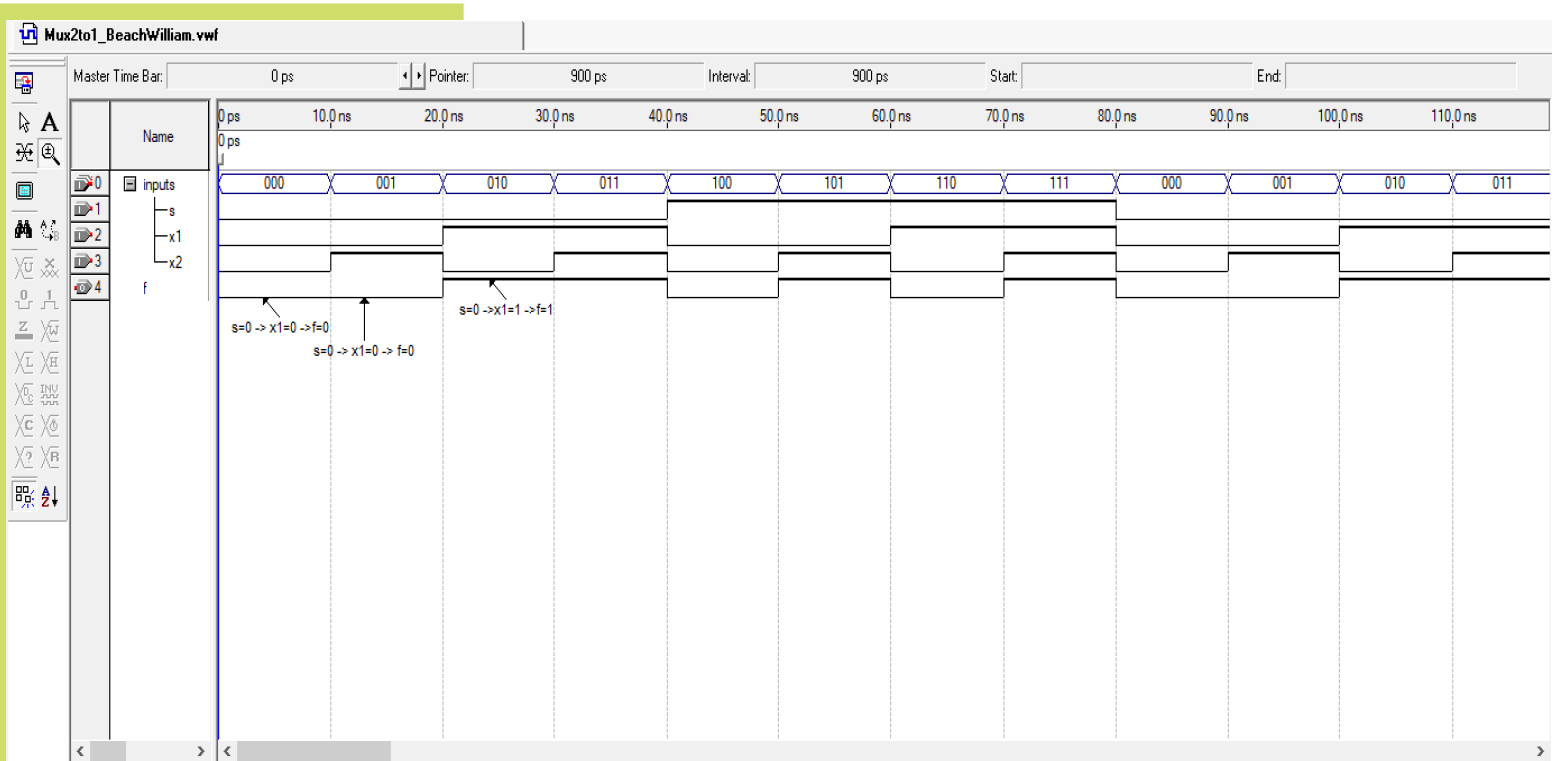 Mux2to1_BeachWilliam.vwf
Master Time Bar: 0 ps Pointer: 900 ps Interval: 900 ps Start: End:
A Name 0 ps 10.0 ns 20.0 ns 30.0 ns 40.0 ns 50.0 ns 60.0 ns 70.0 ns 80.0 ns 90.0 ns 100.0 ns 110.0 ns
0 ps
0 inputs 000 001 010 011 100 101 110 111 000 001 010 011
1 s
2 x1
3 x2
4 f
s=0 ->x1=1 ->f=1
s=0 -> x1=0 ->f=0
s=0 -> x1=0 -> f=0